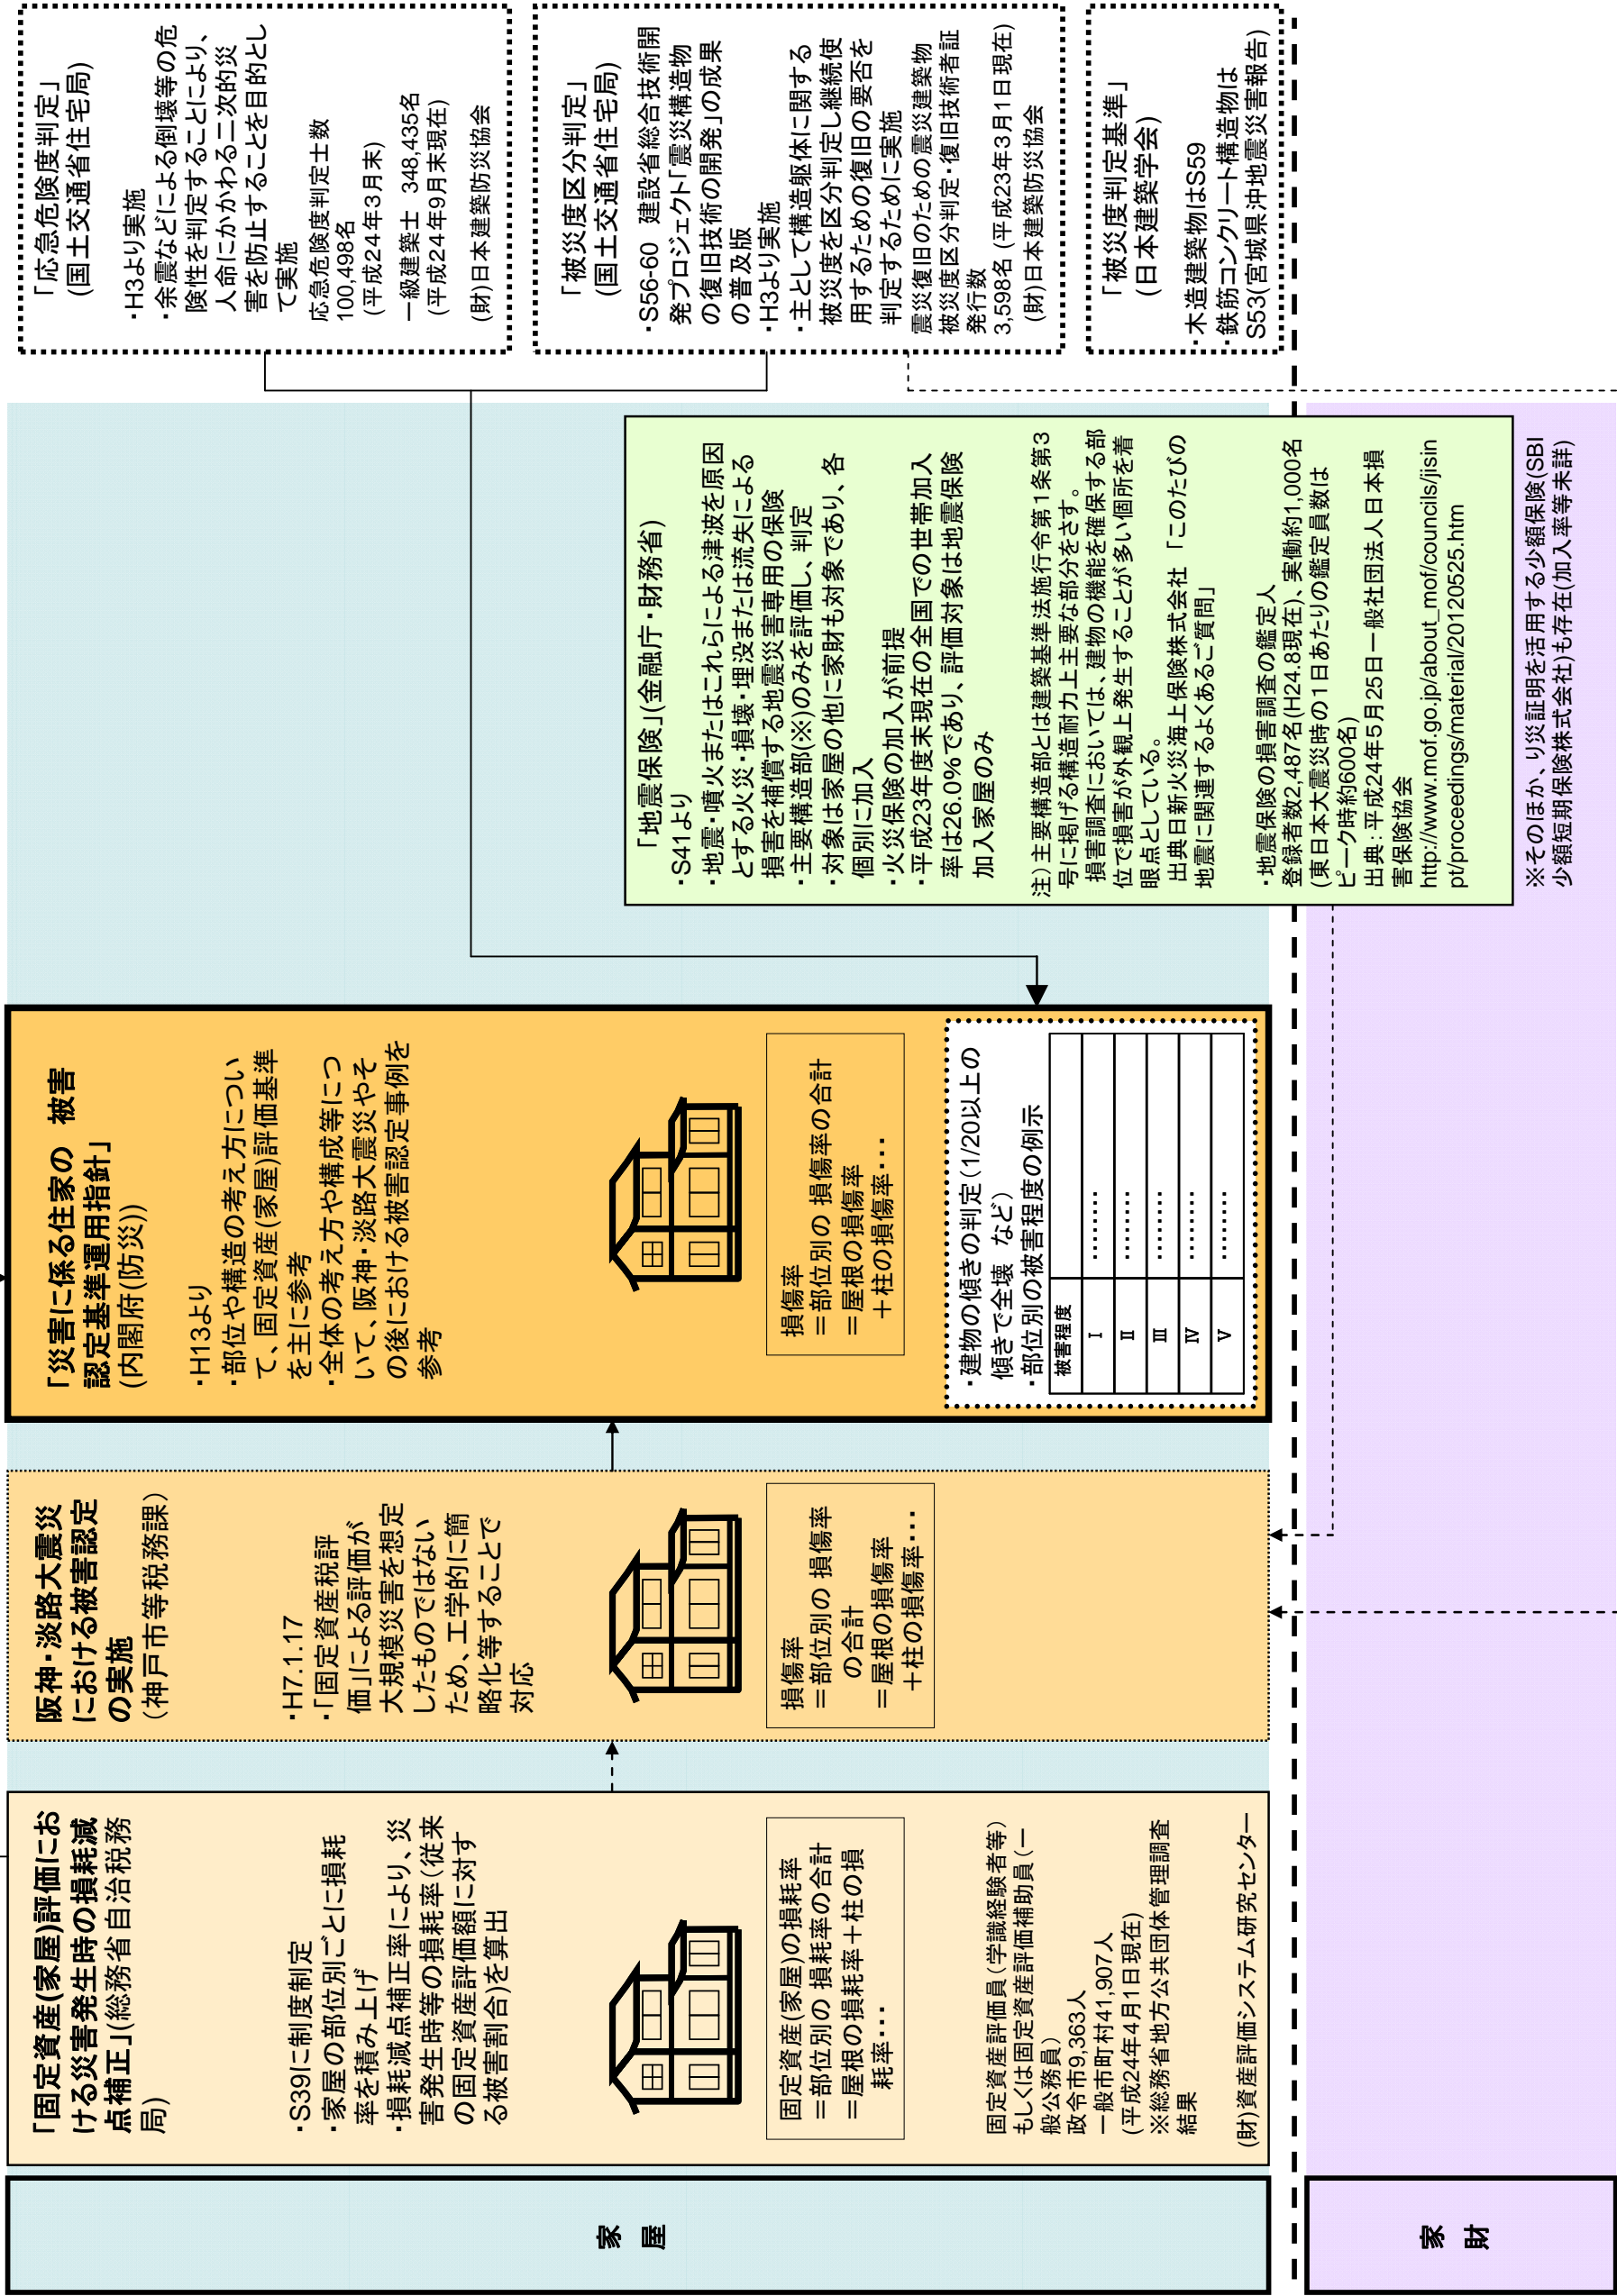 家
屋
「固定資産(家屋)評価にお
ける災害発生時の損耗減
点補正」(総務省自治税務
局)
・S39に制度制定
・家屋の部位別ごとに損耗
率を積み上げ
・損耗減点補正率により、災
害発生時等の損耗率(従来
の固定資産評価額に対す
る被害割合)を算出
固定資産(家屋)の損耗率
＝部位別の 損耗率の合計
＝屋根の損耗率＋柱の損
耗率・・・
固定資産評価員(学識経験者等)
もしくは固定資産評価補助員(一
般公務員)
政令市9,363人
一般市町村41,907人
(平成24年4月1日現在)
※総務省地方公共団体管理調査
結果
(財)資産評価システム研究センター
阪神・淡路大震災
における被害認定
の実施
(神戸市等税務課)
・H7.1.17
・「固定資産税評
価」による評価が
大規模災害を想定
したものではない
ため、工学的に簡
略化等することで
対応
損傷率
＝部位別の 損傷率
の合計
＝屋根の損傷率
＋柱の損傷率・・・
「災害に係る住家の 被害
認定基準運用指針」
(内閣府(防災))
・H13より
・部位や構造の考え方につい
て、固定資産(家屋)評価基準
を主に参考
・全体の考え方や構成等につ
いて、阪神・淡路大震災やそ
の後における被害認定事例を
参考
損傷率
＝部位別の 損傷率の合計
＝屋根の損傷率
＋柱の損傷率・・・
・建物の傾きの判定(1/20以上の
傾きで全壊 など)
・部位別の被害程度の例示
被害程度
Ⅰ ………
Ⅱ ………
Ⅲ ………
Ⅳ ………
Ⅴ ………
「地震保険」(金融庁・財務省)
・S41より
・地震・噴火またはこれらによる津波を原因
とする火災・損壊・埋没または流失による
損害を補償する地震災害専用の保険
・主要構造部(※)のみを評価し、判定
・対象は家屋の他に家財も対象であり、各
個別に加入
・火災保険の加入が前提
・平成23年度末現在の全国での世帯加入
率は26.0%であり、評価対象は地震保険
加入家屋のみ
注)主要構造部とは建築基準法施行令第1条第3
号に掲げる構造耐力上主要な部分をさす。
損害調査においては、建物の機能を確保する部
位で損害が外観上発生することが多い個所を着
眼点としている。
出典 日新火災海上保険株式会社 「このたびの
地震に関連するよくあるご質問」
・地震保険の損害調査の鑑定人
登録者数2,487名(H24.8現在)、実働約1,000名
(東日本大震災時の1日あたりの鑑定員数は
ピーク時約600名)
出典：平成24年5月25日一般社団法人日本損
害保険協会
http://www.mof.go.jp/about_mof/councils/jisin
pt/proceedings/material/20120525.htm
「応急危険度判定」
(国土交通省住宅局)
・H3より実施
・余震などによる倒壊等の危
険性を判定することにより、
人命にかかわる二次的災
害を防止することを目的とし
て実施
応急危険度判定士数
100,498名
(平成24年3月末)
一級建築士 348,435名
(平成24年9月末現在)
(財)日本建築防災協会
「被災度区分判定」
(国土交通省住宅局)
・S56-60 建設省総合技術開
発プロジェクト「震災構造物
の復旧技術の開発」の成果
の普及版
・H3より実施
・主として構造躯体に関する
被災度を区分判定し継続使
用するための復旧の要否を
判定するために実施
震災復旧のための震災建築物
被災度区分判定・復旧技術者証
発行数
3,598名 (平成23年3月1日現在)
(財)日本建築防災協会
「被災度判定基準」
(日本建築学会)
・木造建築物はS59
・鉄筋コンクリート構造物は
S53(宮城県沖地震災害報告)
家
財
※そのほか、り災証明を活用する少額保険(SBI
少額短期保険株式会社)も存在(加入率等未詳)